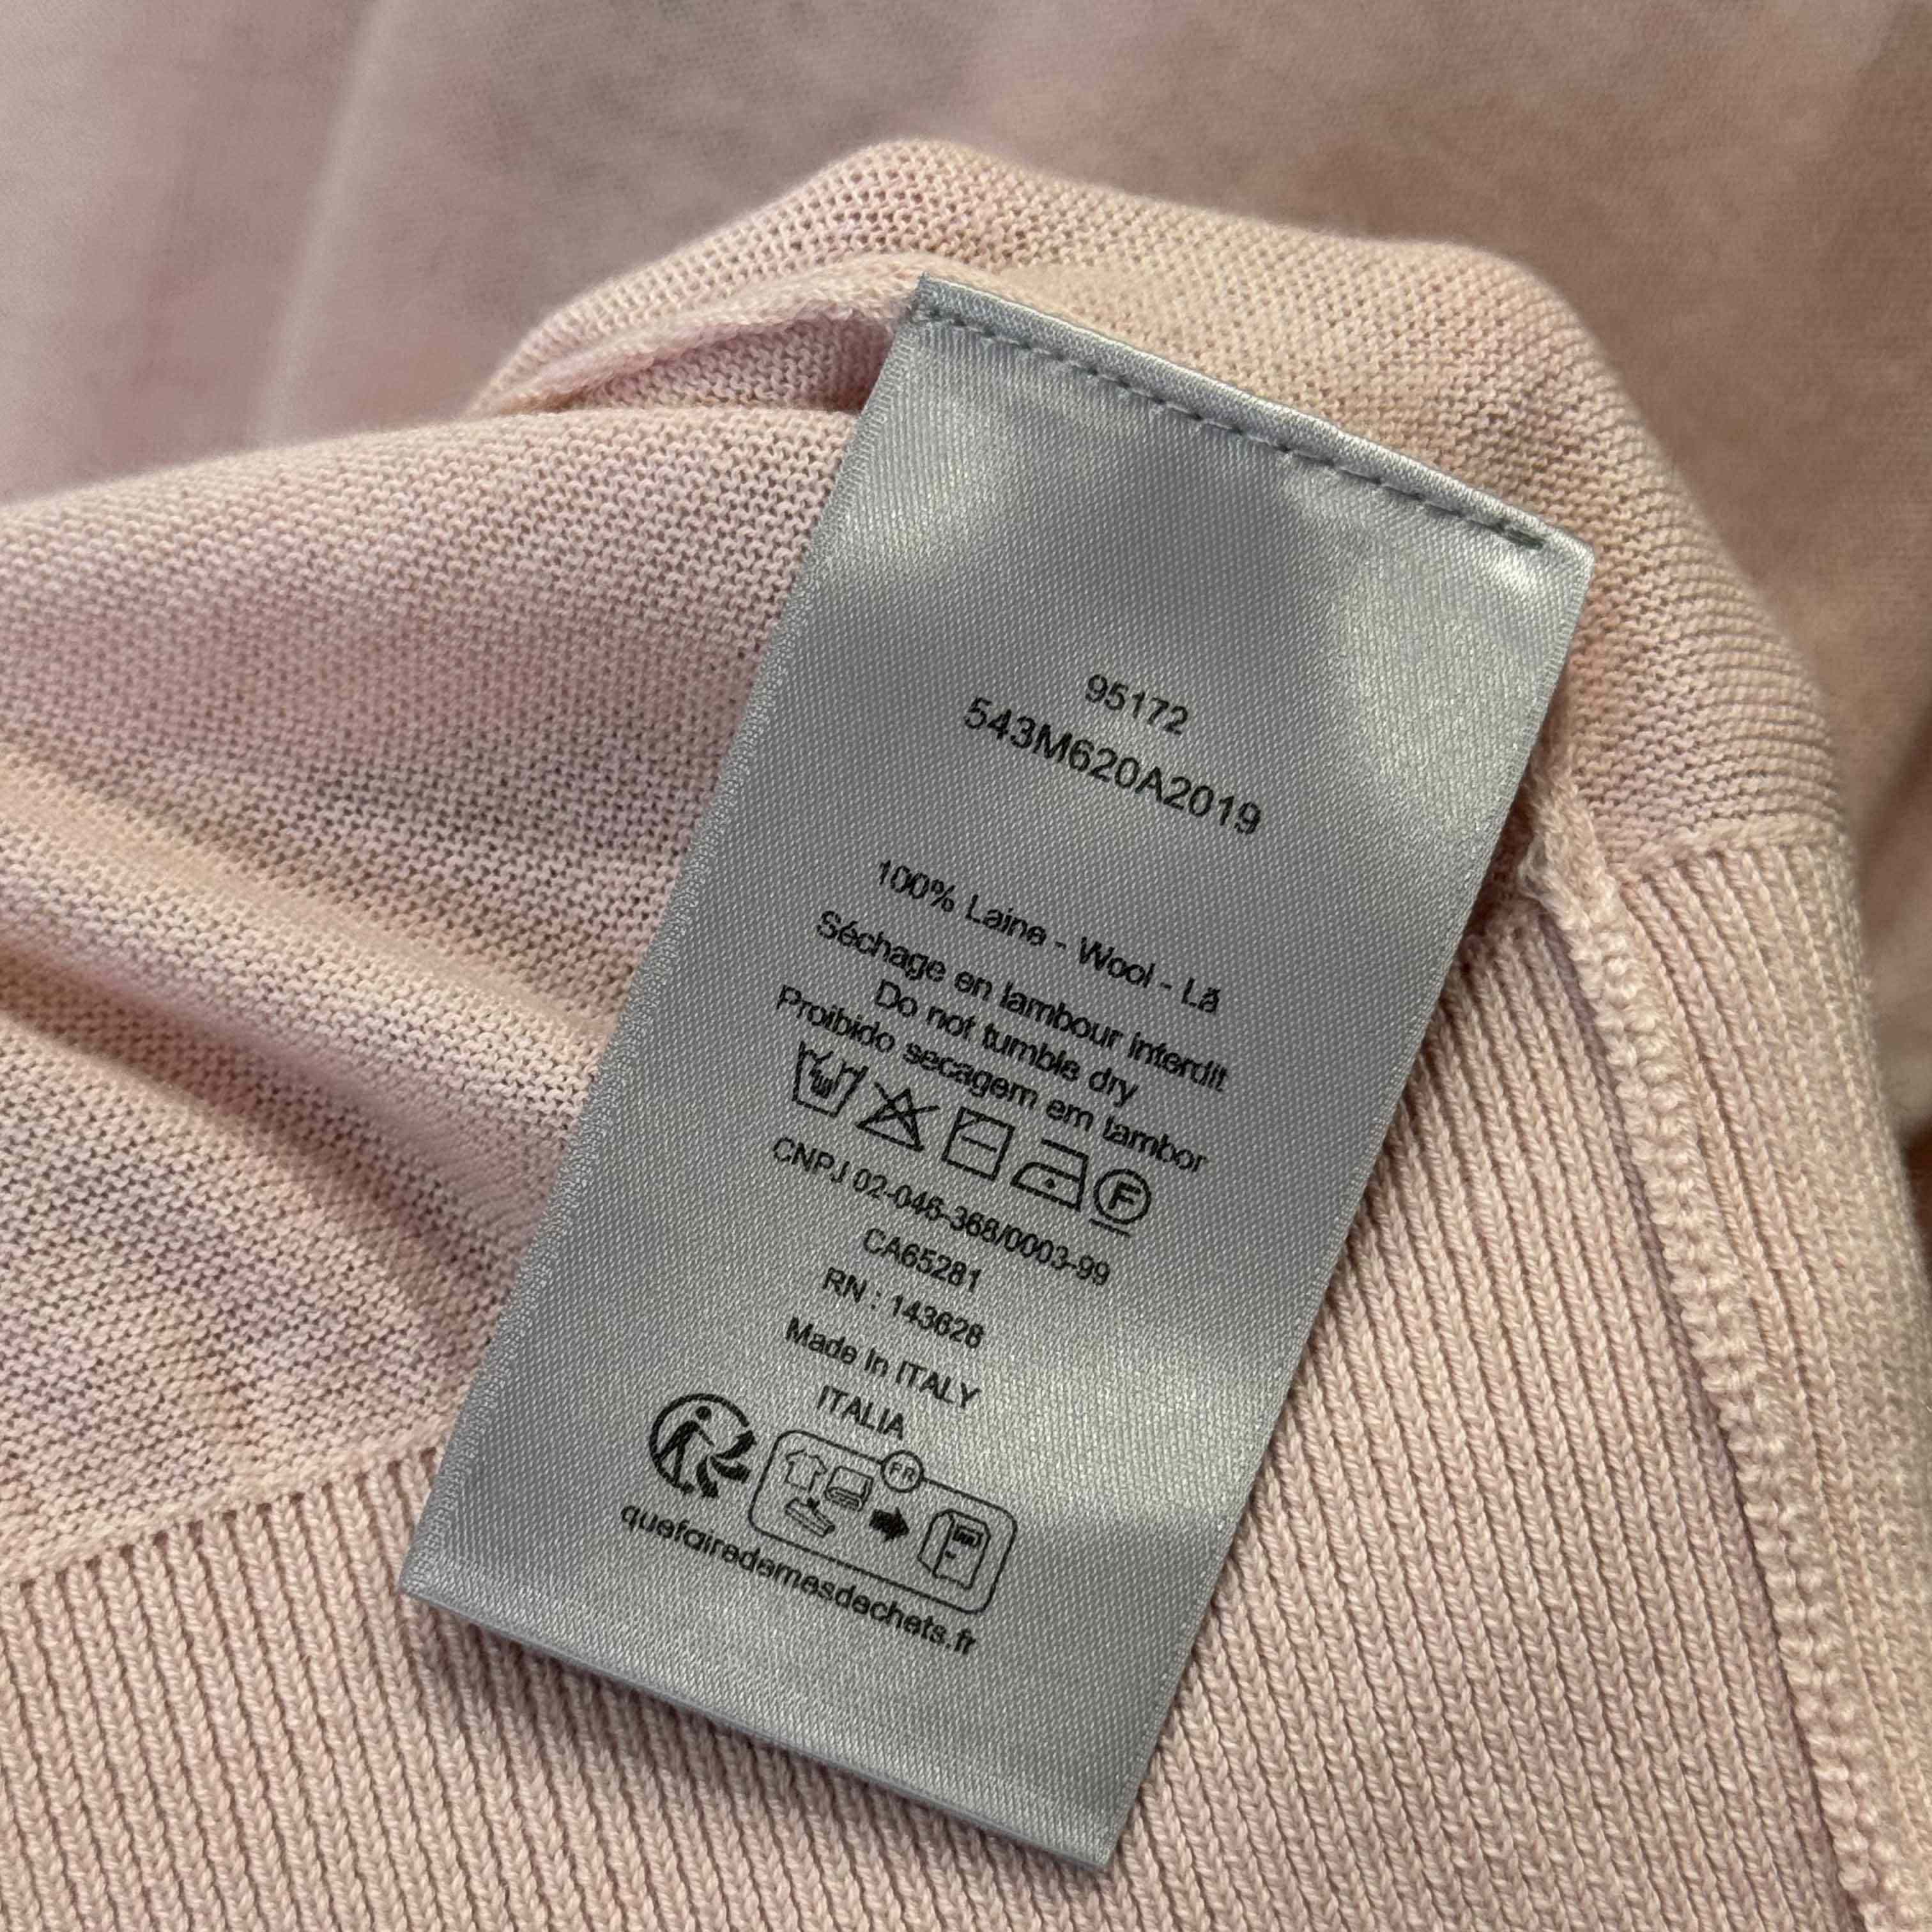 95172
543M620A2019
100% Laine - Wool - Lã
Séchage en tambour interdit
Do not tumble dry
Proibido secagem em tambor
F
CNPJ 02-046-368/0003-99
CA65281
RN : 143628
Made In ITALY
ITALIA
FR
quefairedemesdechets.fr